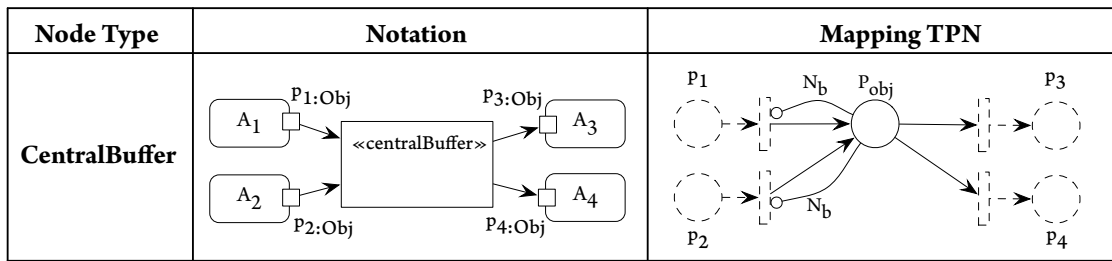 Node Type Notation Mapping TPN
CentralBuffer
p1:Obj
A1
«centralBuffer»
p3:Obj
A3
A2
p2:Obj
A4
p4:Obj
p1
Nb
Pobj
p3
p2
Nb
p4